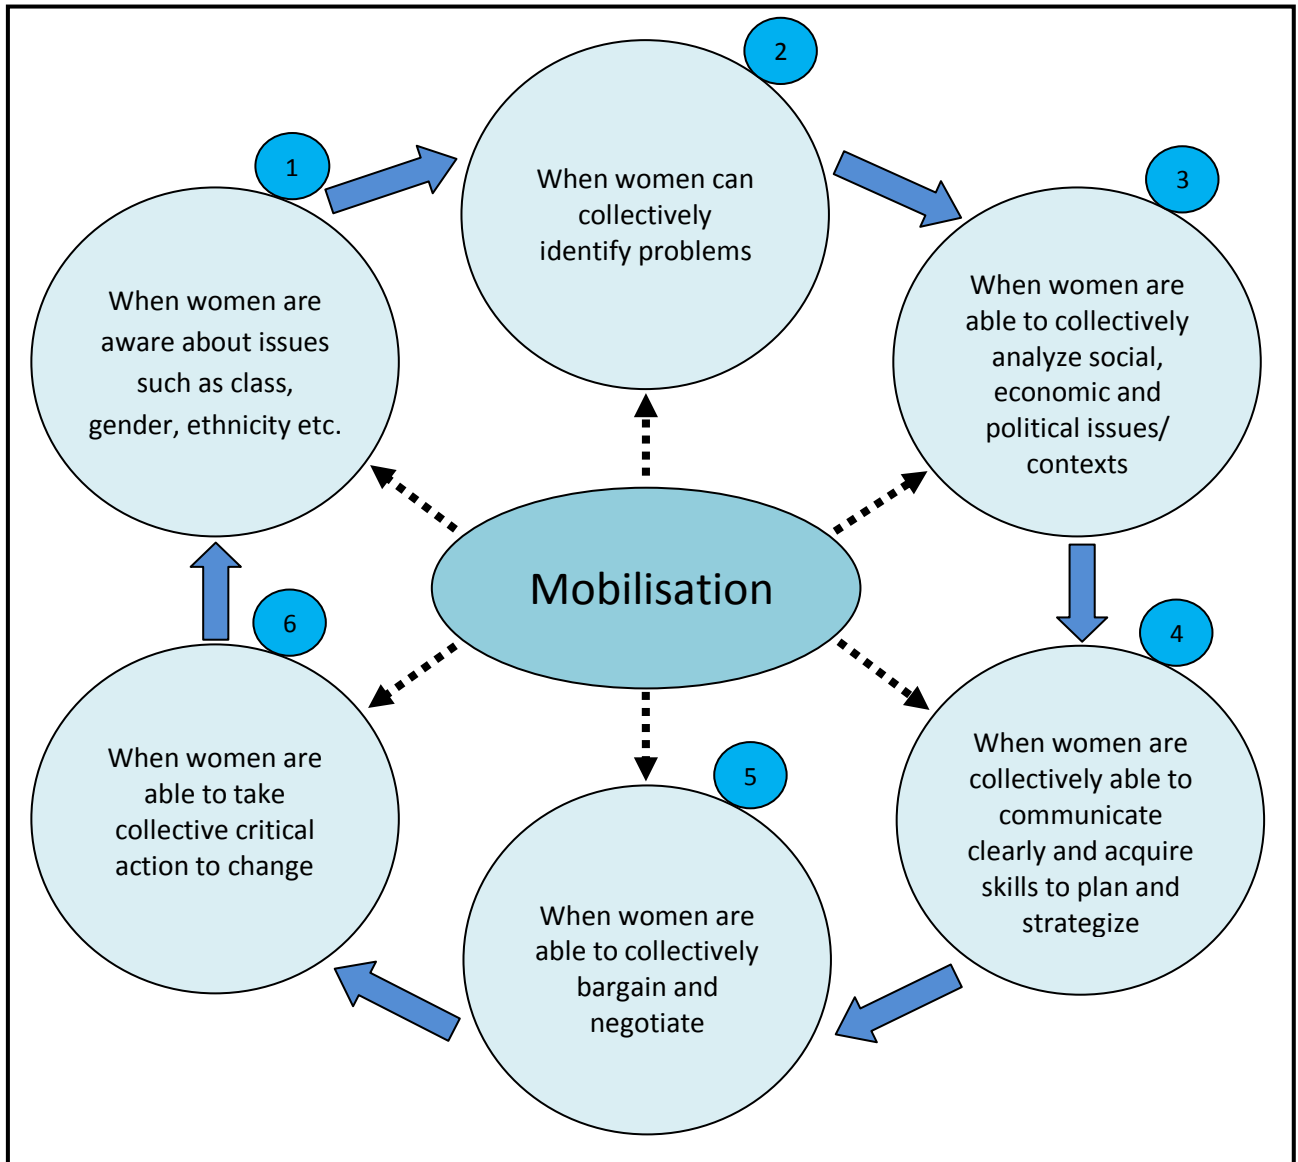 1
When women are
aware about issues
such as class,
gender, ethnicity etc.
2
When women can
collectively
identify problems
3
When women are
able to collectively
analyze social,
economic and
political issues/
contexts
Mobilisation
4
When women are
collectively able to
communicate
clearly and acquire
skills to plan and
strategize
5
When women are
able to collectively
bargain and
negotiate
6
When women are
able to take
collective critical
action to change